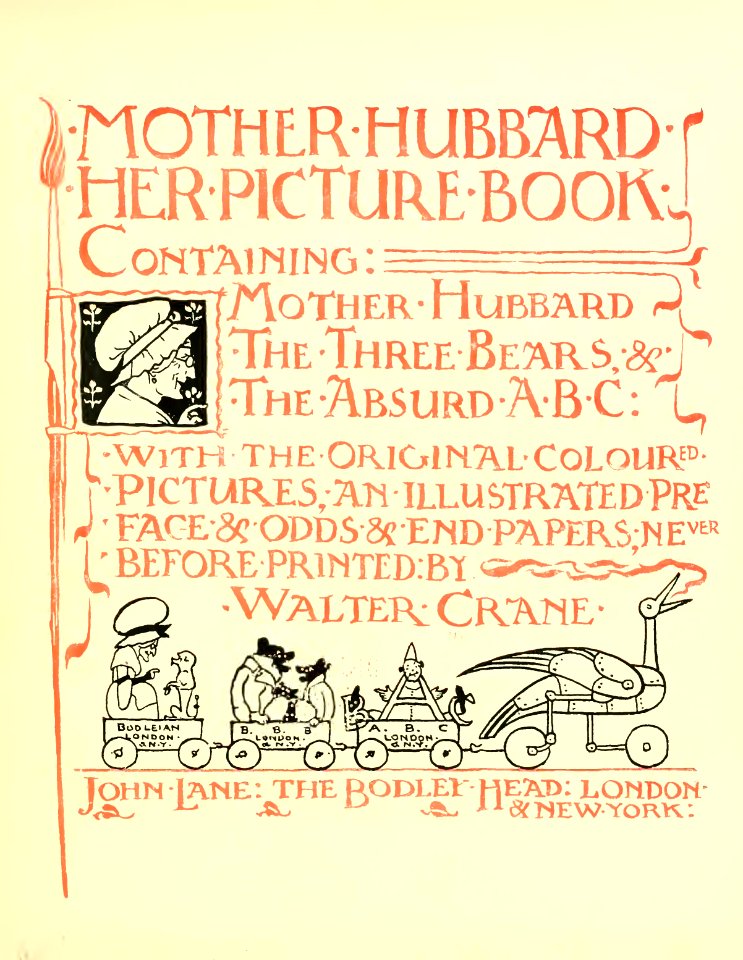 ·MOTHER·HUBBARD·
HER·PICTURE·BOOK·
CONTAINING:
MOTHER·HUBBARD
·THE·THREE·BEARS,·&·
·THE·ABSURD·A·B·C:
·WITH·THE·ORIGINAL·COLOURED·
·PICTURES,·AN·ILLUSTRATED·PRE
FACE·&·ODDS·&·END·PAPERS,·NEVER
BEFORE·PRINTED:BY
·WALTER·CRANE·
BODLEIAN
LONDON·
&N.Y.·
B. B. B
LONDON·
& N.Y.
A. B. C
LONDON·
& N.Y.
JOHN·LANE: THE BODLEY·HEAD: LONDON·
&·NEW·YORK: